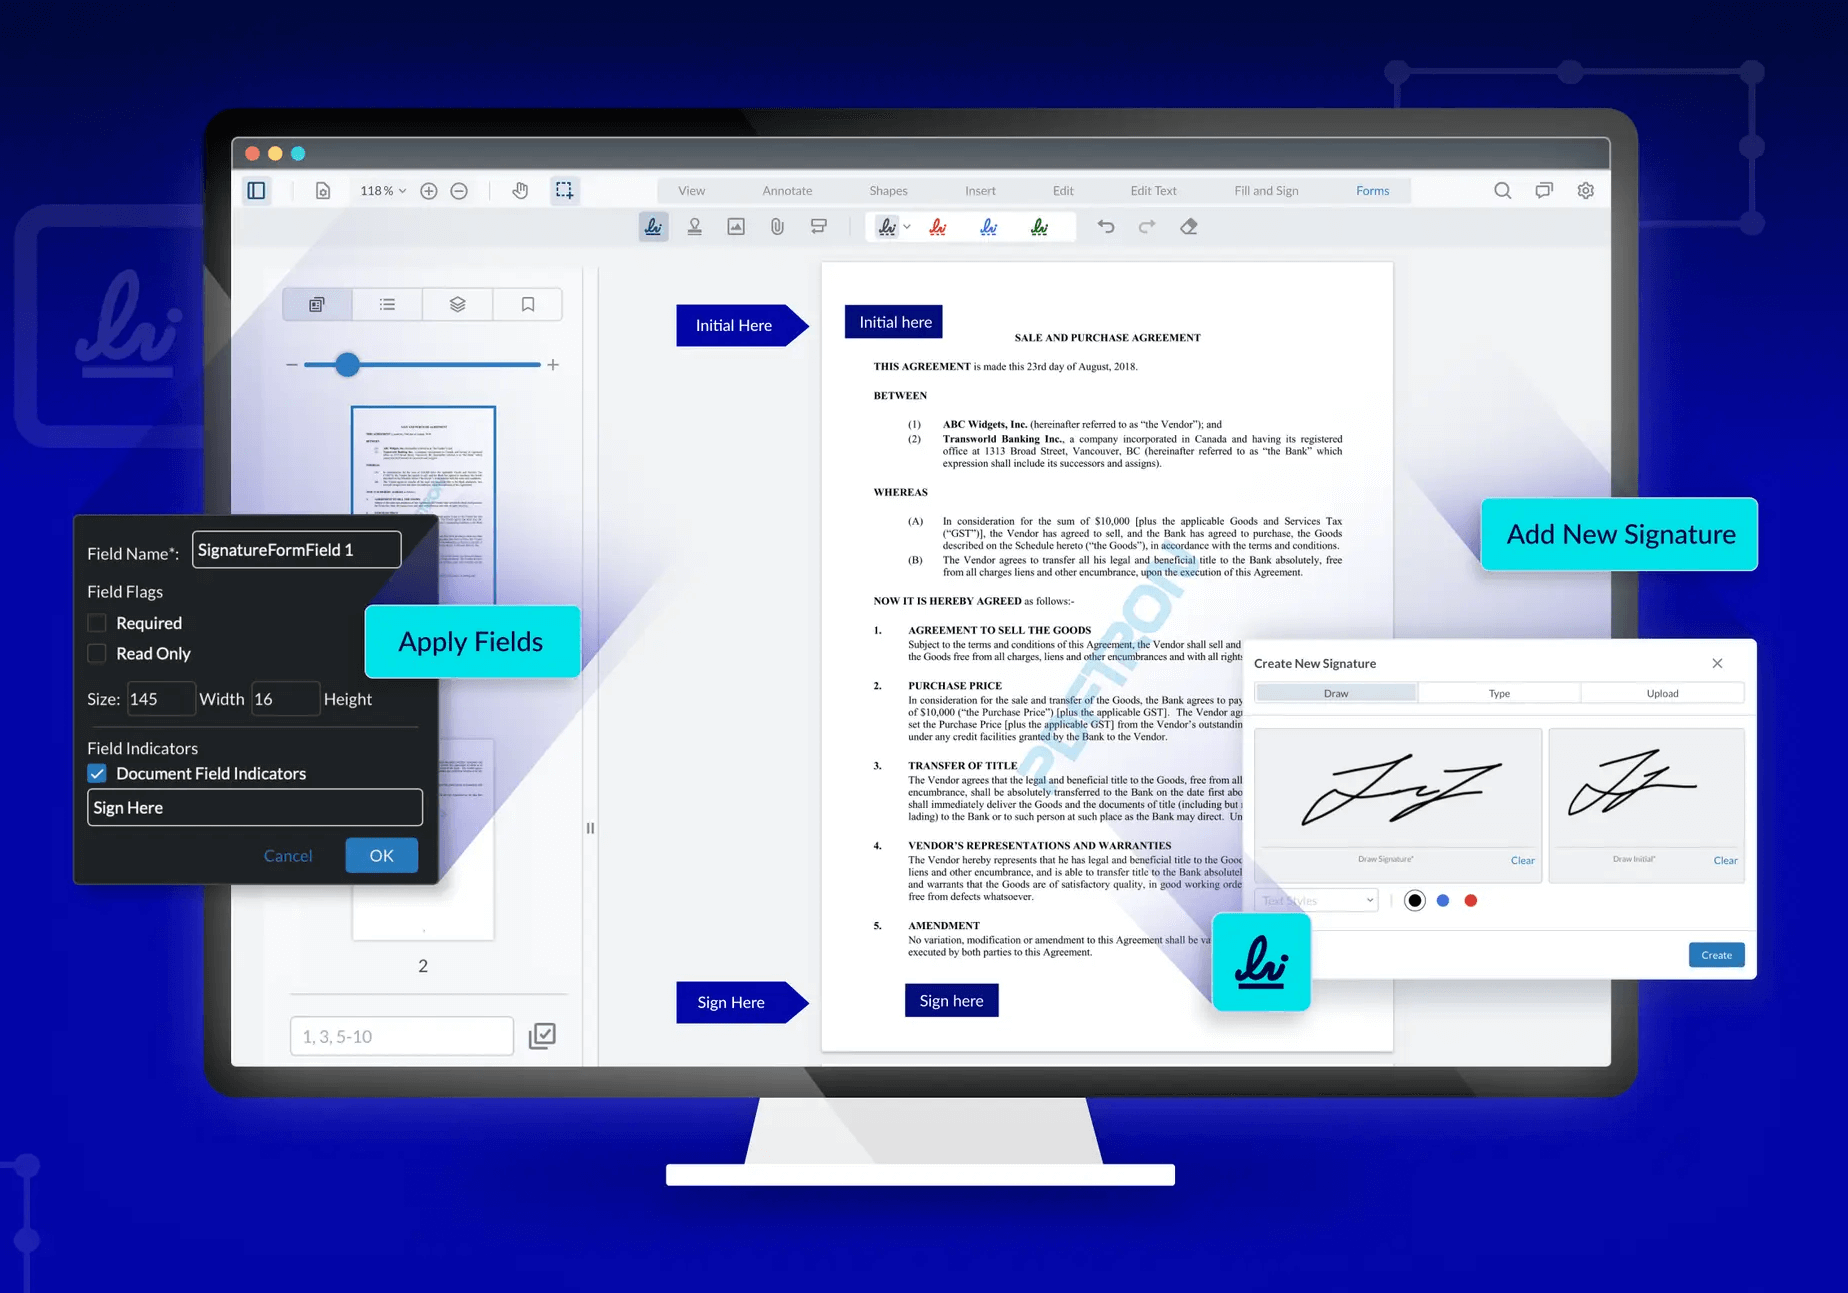 118 %
View
Annotate
Shapes
Insert
Edit
Edit Text
Fill and Sign
Forms
Initial Here
Initial here
SALE AND PURCHASE AGREEMENT
THIS AGREEMENT is made this 23rd day of August, 2018.
BETWEEN
(1) ABC Widgets, Inc. (hereinafter referred to as “the Vendor”); and
(2) Transworld Banking Inc., a company incorporated in Canada and having its registered
office at 1313 Broad Street, Vancouver, BC (hereinafter referred to as “the Bank” which
expression shall include its successors and assigns).
WHEREAS
(A) In consideration for the sum of $10,000 [plus the applicable Goods and Services Tax
(“GST”)], the Vendor has agreed to sell, and the Bank has agreed to purchase, the Goods
described on the Schedule hereto (“the Goods”), in accordance with the terms and conditions.
(B) The Vendor agrees to transfer all his legal and beneficial title to the Bank absolutely, free
from all charges liens and other encumbrance, upon the execution of this Agreement.
NOW IT IS HEREBY AGREED as follows:-
1. AGREEMENT TO SELL THE GOODS
Subject to the terms and conditions of this Agreement, the Vendor shall sell and
the Goods free from all charges, liens and other encumbrances and with all rights
2. PURCHASE PRICE
In consideration for the sale and transfer of the Goods, the Bank agrees to pay
of $10,000 (“the Purchase Price”) [plus the applicable GST]. The Vendor agr
set the Purchase Price [plus the applicable GST] from the Vendor’s outstandin
under any credit facilities granted by the Bank to the Vendor.
3. TRANSFER OF TITLE
The Vendor agrees that the legal and beneficial title to the Goods, free from all
encumbrance, shall be absolutely transferred to the Bank on the date first abo
shall immediately deliver the Goods and the documents of title (including but
lading) to the Bank or to such person at such place as the Bank may direct. Un
4. VENDOR’S REPRESENTATIONS AND WARRANTIES
The Vendor hereby represents that he has legal and beneficial title to the Good
liens and other encumbrance, and is able to transfer title to the Bank absolutel
and warrants that the Goods are of satisfactory quality, in good working orde
free from defects whatsoever.
5. AMENDMENT
No variation, modification or amendment to this Agreement shall be va
executed by both parties to this Agreement.
PDFTRON
Sign Here
Sign here
Field Name*: SignatureFormField 1
Field Flags
Required
Read Only
Size: 145 Width 16 Height
Field Indicators
Document Field Indicators
Sign Here
Cancel
OK
Apply Fields
2
1, 3, 5-10
Add New Signature
Create New Signature
Draw
Type
Upload
Draw Signature*
Clear
Draw Initial*
Clear
Text Styles
Create